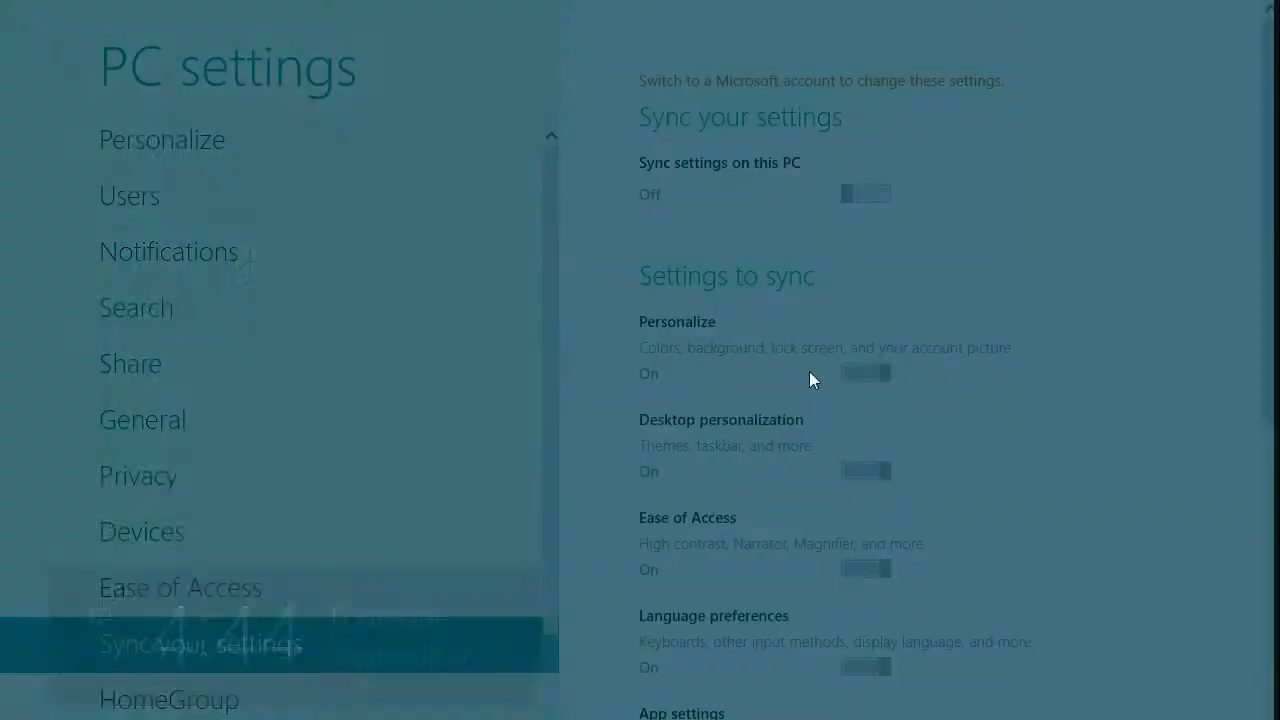 PC settings
Personalize
Users
Notifications
Search
Share
General
Privacy
Devices
Ease of Access
Sync your settings
HomeGroup
4:44
Switch to a Microsoft account to change these settings.
Sync your settings
Sync settings on this PC
Off
Settings to sync
Personalize
Colors, background, lock screen, and your account picture
On
Desktop personalization
Themes, taskbar, and more
On
Ease of Access
High contrast, Narrator, Magnifier, and more
On
Language preferences
Keyboards, other input methods, display language, and more
On
App settings